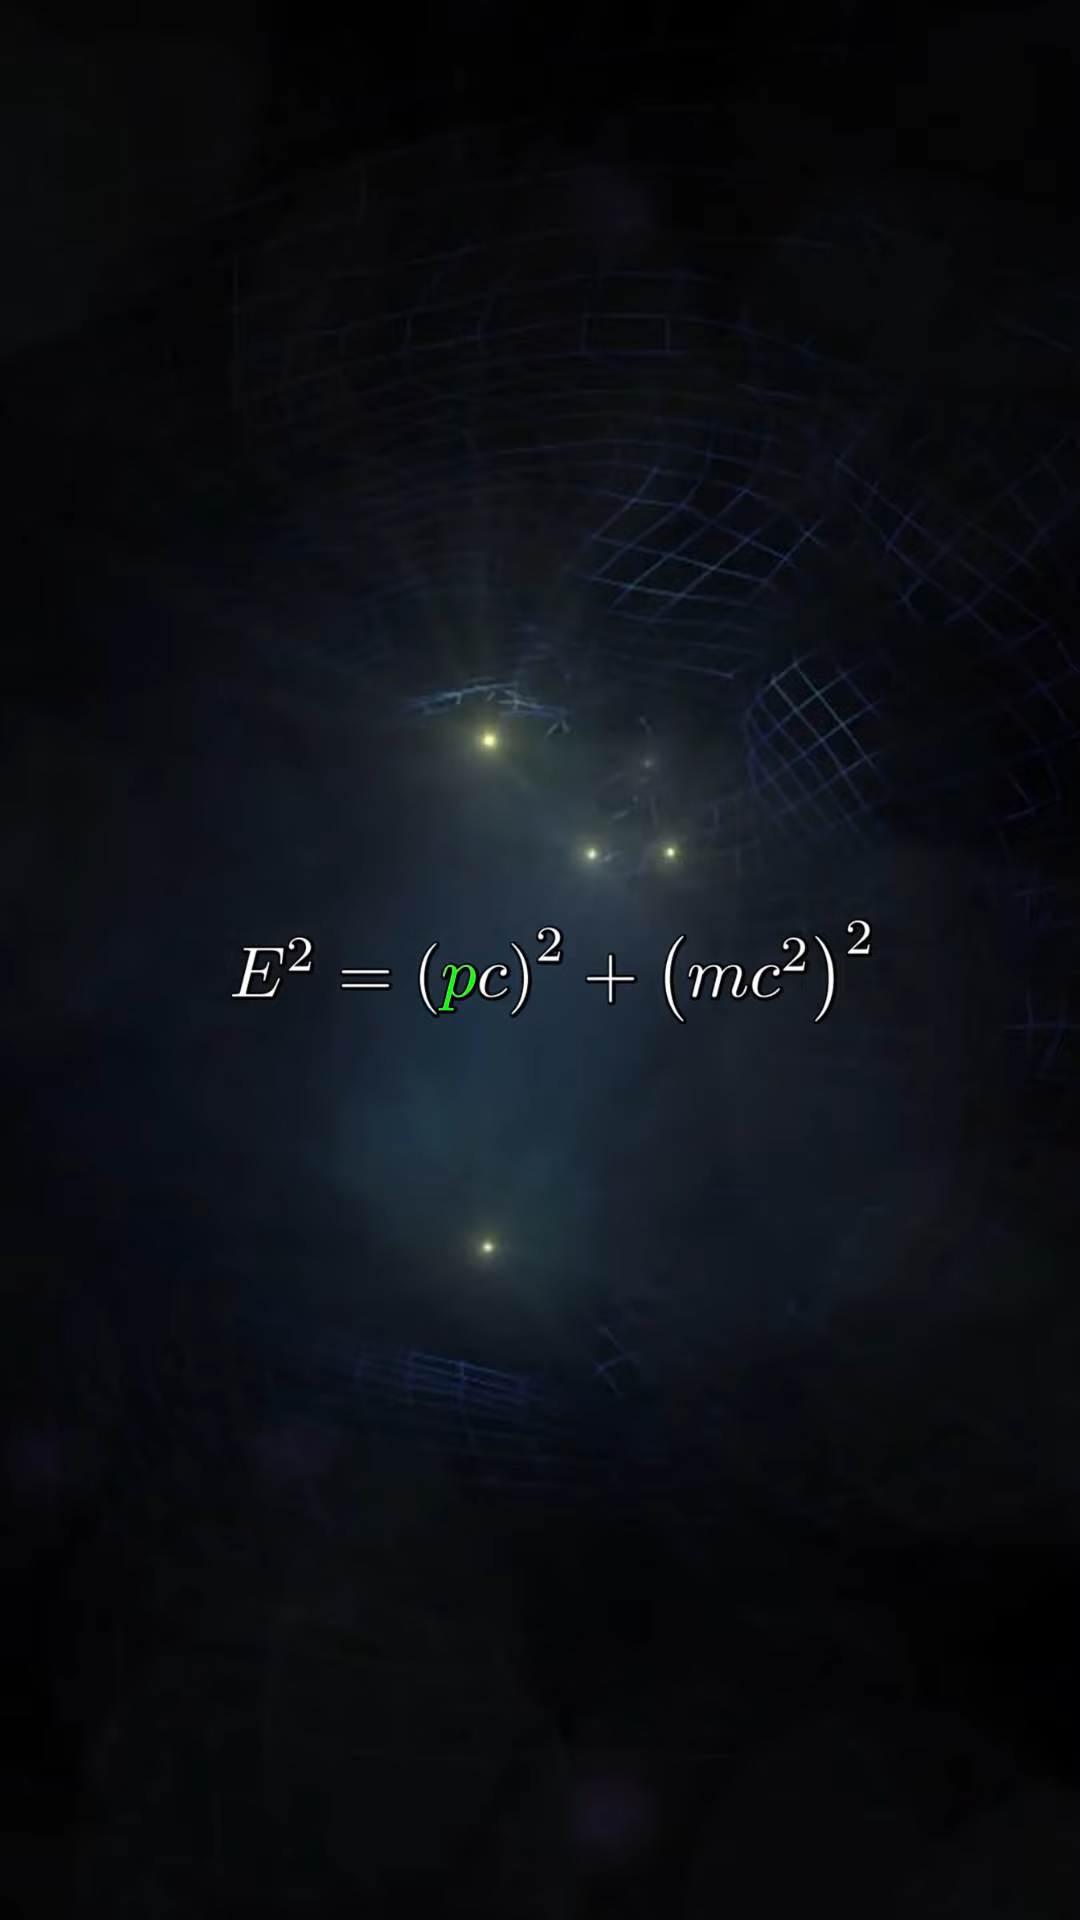 E² = (pc)² + (mc²)²